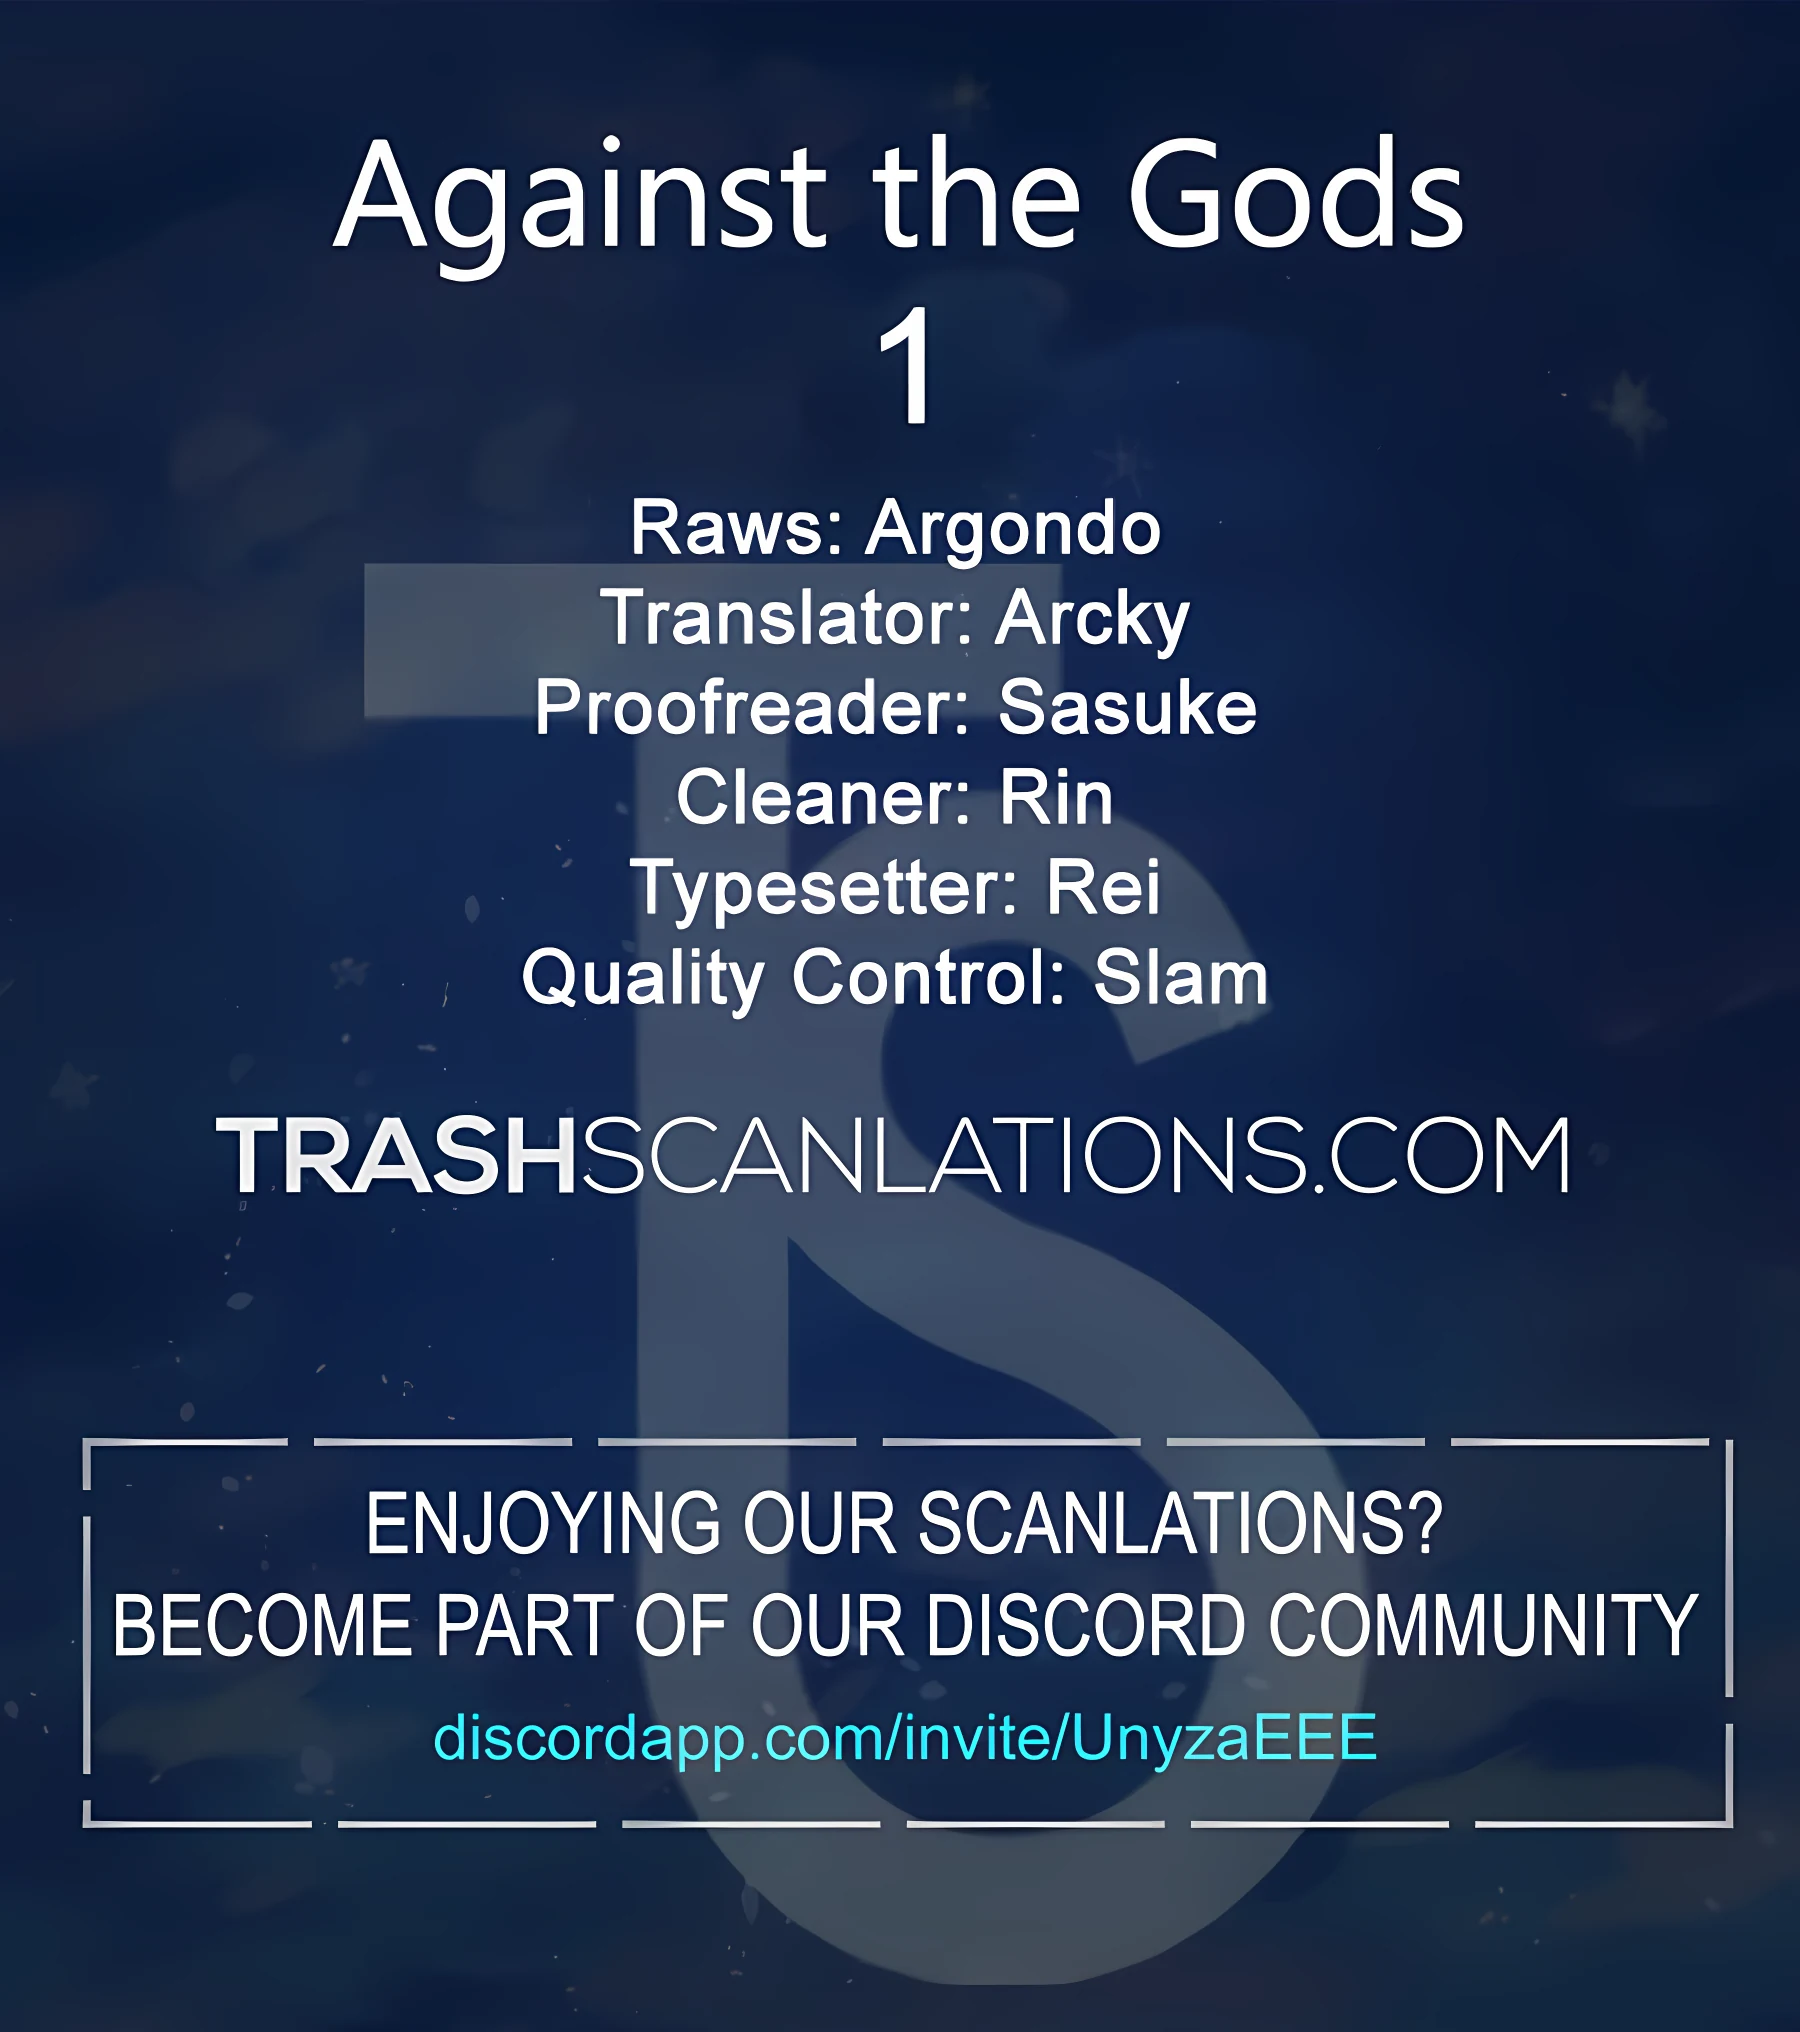 Against the Gods
1
Raws: Argondo
Translator: Arcky
Proofreader: Sasuke
Cleaner: Rin
Typesetter: Rei
Quality Control: Slam
TRASHSCANLATIONS.COM
ENJOYING OUR SCANLATIONS?
BECOME PART OF OUR DISCORD COMMUNITY
discordapp.com/invite/UnyzaEEE